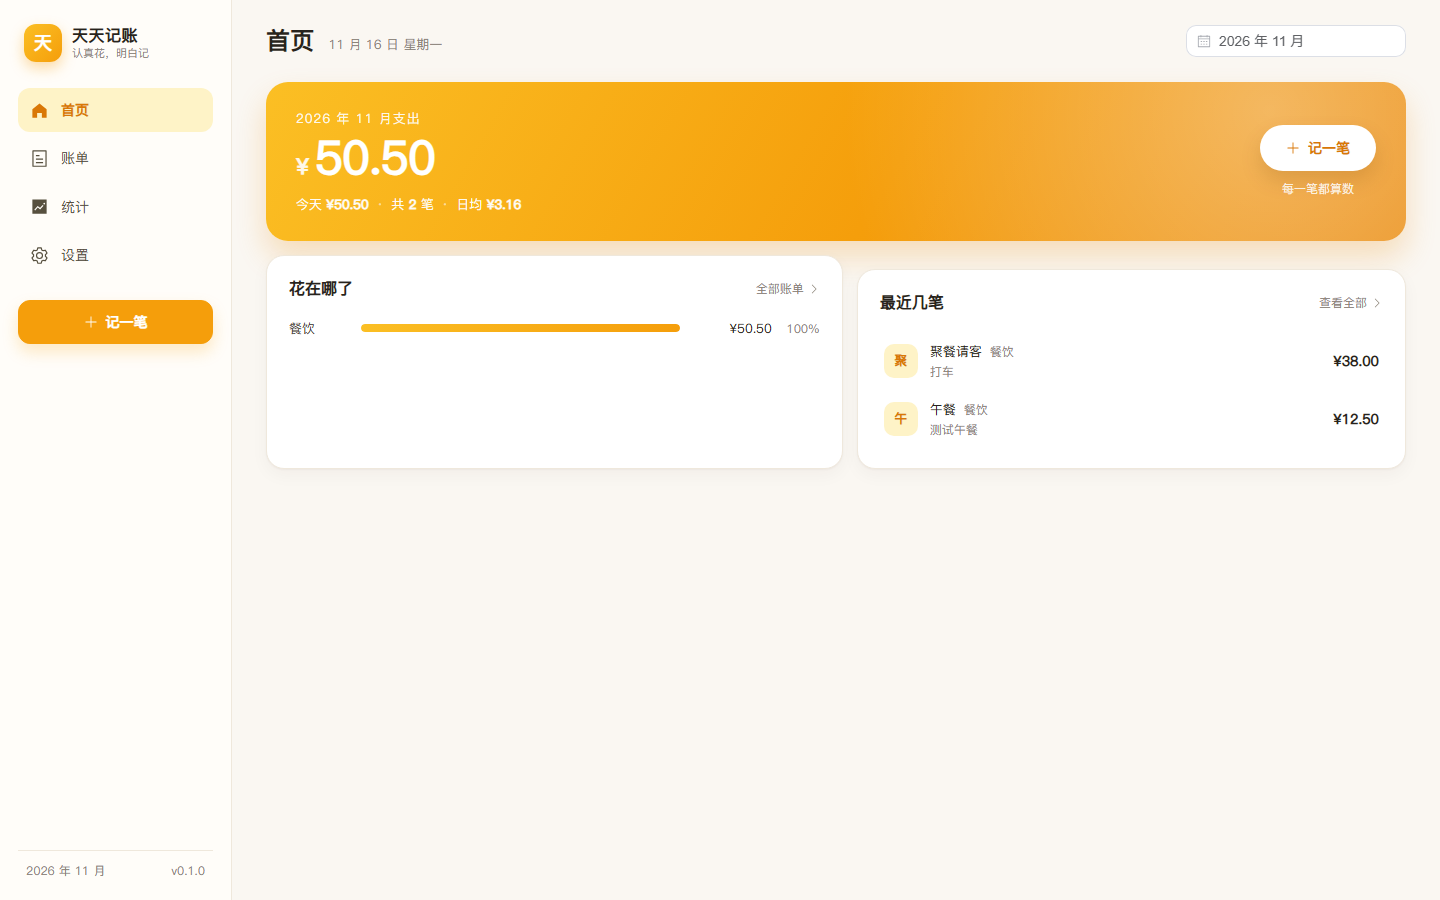 天
天天记账
认真花，明白记
首页
账单
统计
设置
记一笔
2026 年 11 月
v0.1.0
首页
11 月 16 日 星期一
2026 年 11 月
2026 年 11 月支出
¥50.50
今天 ¥50.50 · 共 2 笔 · 日均 ¥3.16
记一笔
每一笔都算数
花在哪了
全部账单
餐饮
¥50.50
100%
最近几笔
查看全部
聚
聚餐请客 餐饮
打车
¥38.00
午
午餐 餐饮
测试午餐
¥12.50